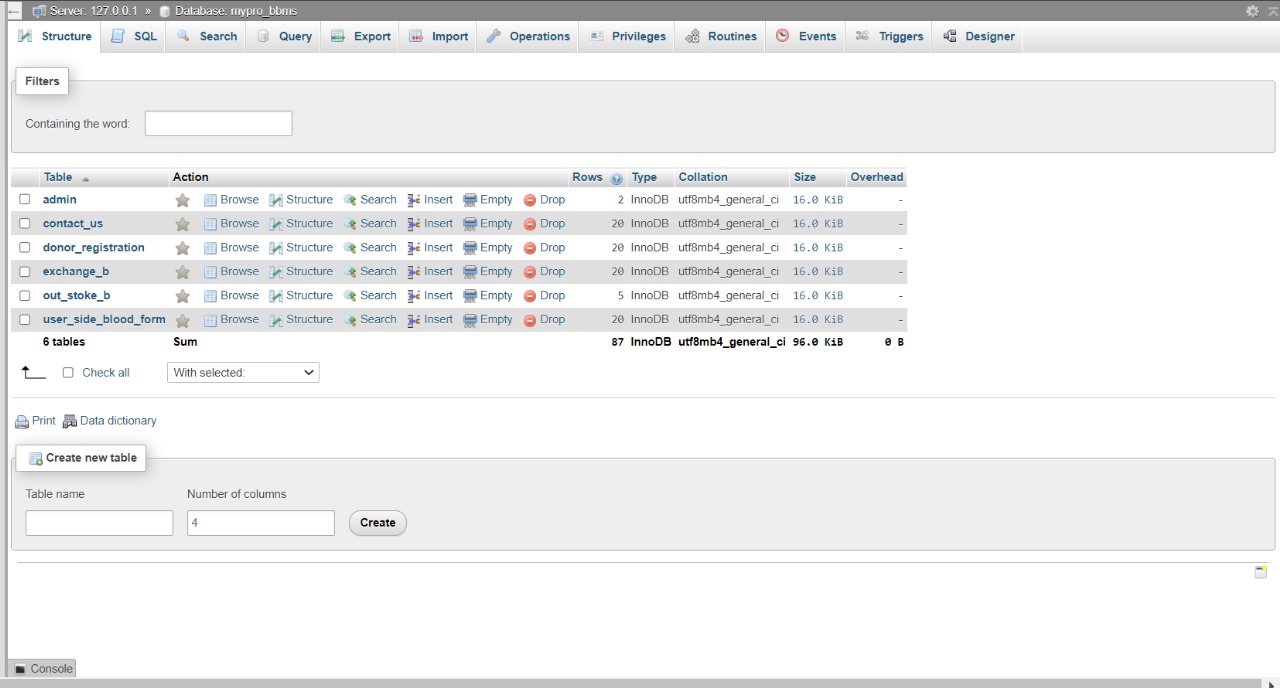 Server: 127.0.0.1 » Database: mypro_bbms
Structure SQL Search Query Export Import Operations Privileges Routines Events Triggers Designer
Filters
Containing the word:
Table Action Rows Type Collation Size Overhead
admin Browse Structure Search Insert Empty Drop 2 InnoDB utf8mb4_general_ci 16.0 KiB -
contact_us Browse Structure Search Insert Empty Drop 20 InnoDB utf8mb4_general_ci 16.0 KiB -
donor_registration Browse Structure Search Insert Empty Drop 20 InnoDB utf8mb4_general_ci 16.0 KiB -
exchange_b Browse Structure Search Insert Empty Drop 20 InnoDB utf8mb4_general_ci 16.0 KiB -
out_stoke_b Browse Structure Search Insert Empty Drop 5 InnoDB utf8mb4_general_ci 16.0 KiB -
user_side_blood_form Browse Structure Search Insert Empty Drop 20 InnoDB utf8mb4_general_ci 16.0 KiB -
6 tables Sum 87 InnoDB utf8mb4_general_ci 96.0 KiB 0 B
Check all With selected:
Print Data dictionary
Create new table
Table name Number of columns
4 Create
Console